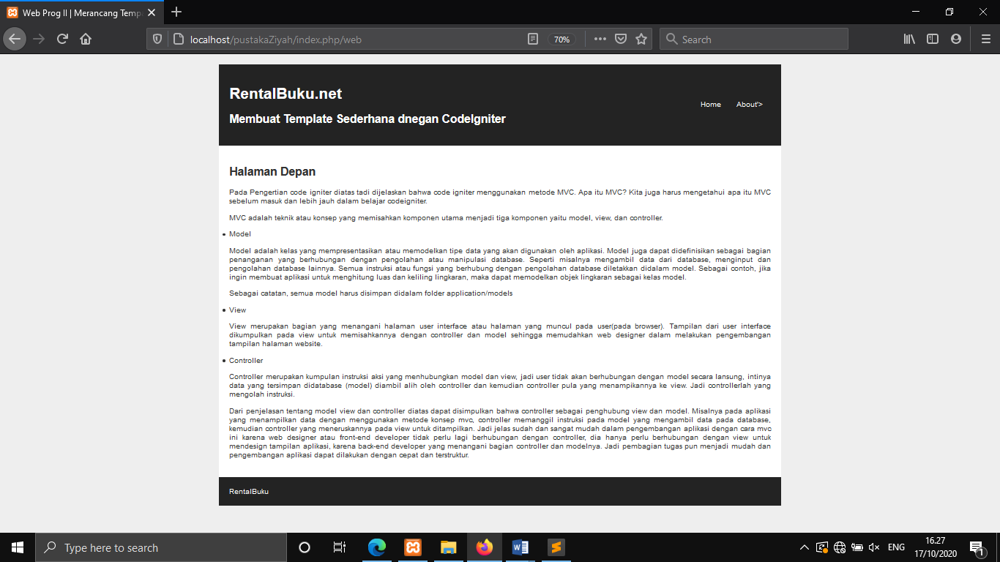 Web Prog II | Merancang Temp
localhost/pustakaZiyah/index.php/web
70%
Search
RentalBuku.net
Membuat Template Sederhana dnegan CodeIgniter
Home
About'>
Halaman Depan
Pada Pengertian code igniter diatas tadi dijelaskan bahwa code igniter menggunakan metode MVC. Apa itu MVC? Kita juga harus mengetahui apa itu MVC
sebelum masuk dan lebih jauh dalam belajar codeigniter.
MVC adalah teknik atau konsep yang memisahkan komponen utama menjadi tiga komponen yaitu model, view, dan controller.
• Model
Model adalah kelas yang mempresentasikan atau memodelkan tipe data yang akan digunakan oleh aplikasi. Model juga dapat didefinisikan sebagai bagian
penanganan yang berhubungan dengan pengolahan atau manipulasi database. Seperti misalnya mengambil data dari database, menginput dan
pengolahan database lainnya. Semua instruksi atau fungsi yang berhubung dengan pengolahan database diletakkan didalam model. Sebagai contoh, jika
ingin membuat aplikasi untuk menghitung luas dan keliling lingkaran, maka dapat memodelkan objek lingkaran sebagai kelas model.
Sebagai catatan, semua model harus disimpan didalam folder application/models
• View
View merupakan bagian yang menangani halaman user interface atau halaman yang muncul pada user(pada browser). Tampilan dari user interface
dikumpulkan pada view untuk memisahkannya dengan controller dan model sehingga memudahkan web designer dalam melakukan pengembangan
tampilan halaman website.
• Controller
Controller merupakan kumpulan instruksi aksi yang menhubungkan model dan view, jadi user tidak akan berhubungan dengan model secara lansung, intinya
data yang tersimpan didatabase (model) diambil alih oleh controller dan kemudian controller pula yang menampikannya ke view. Jadi controllerlah yang
mengolah instruksi.
Dari penjelasan tentang model view dan controller diatas dapat disimpulkan bahwa controller sebagai penghubung view dan model. Misalnya pada aplikasi
yang menampilkan data dengan menggunakan metode konsep mvc, controller memanggil instruksi pada model yang mengambil data pada database,
kemudian controller yang meneruskannya pada view untuk ditampilkan. Jadi jelas sudah dan sangat mudah dalam pengembangan aplikasi dengan cara mvc
ini karena web designer atau front-end developer tidak perlu lagi berhubungan dengan controller, dia hanya perlu berhubungan dengan view untuk
mendesign tampilan aplikasi, karena back-end developer yang menangani bagian controller dan modelnya. Jadi pembagian tugas pun menjadi mudah dan
pengembangan aplikasi dapat dilakukan dengan cepat dan terstruktur.
RentalBuku
Type here to search
ENG
16.27
17/10/2020
1